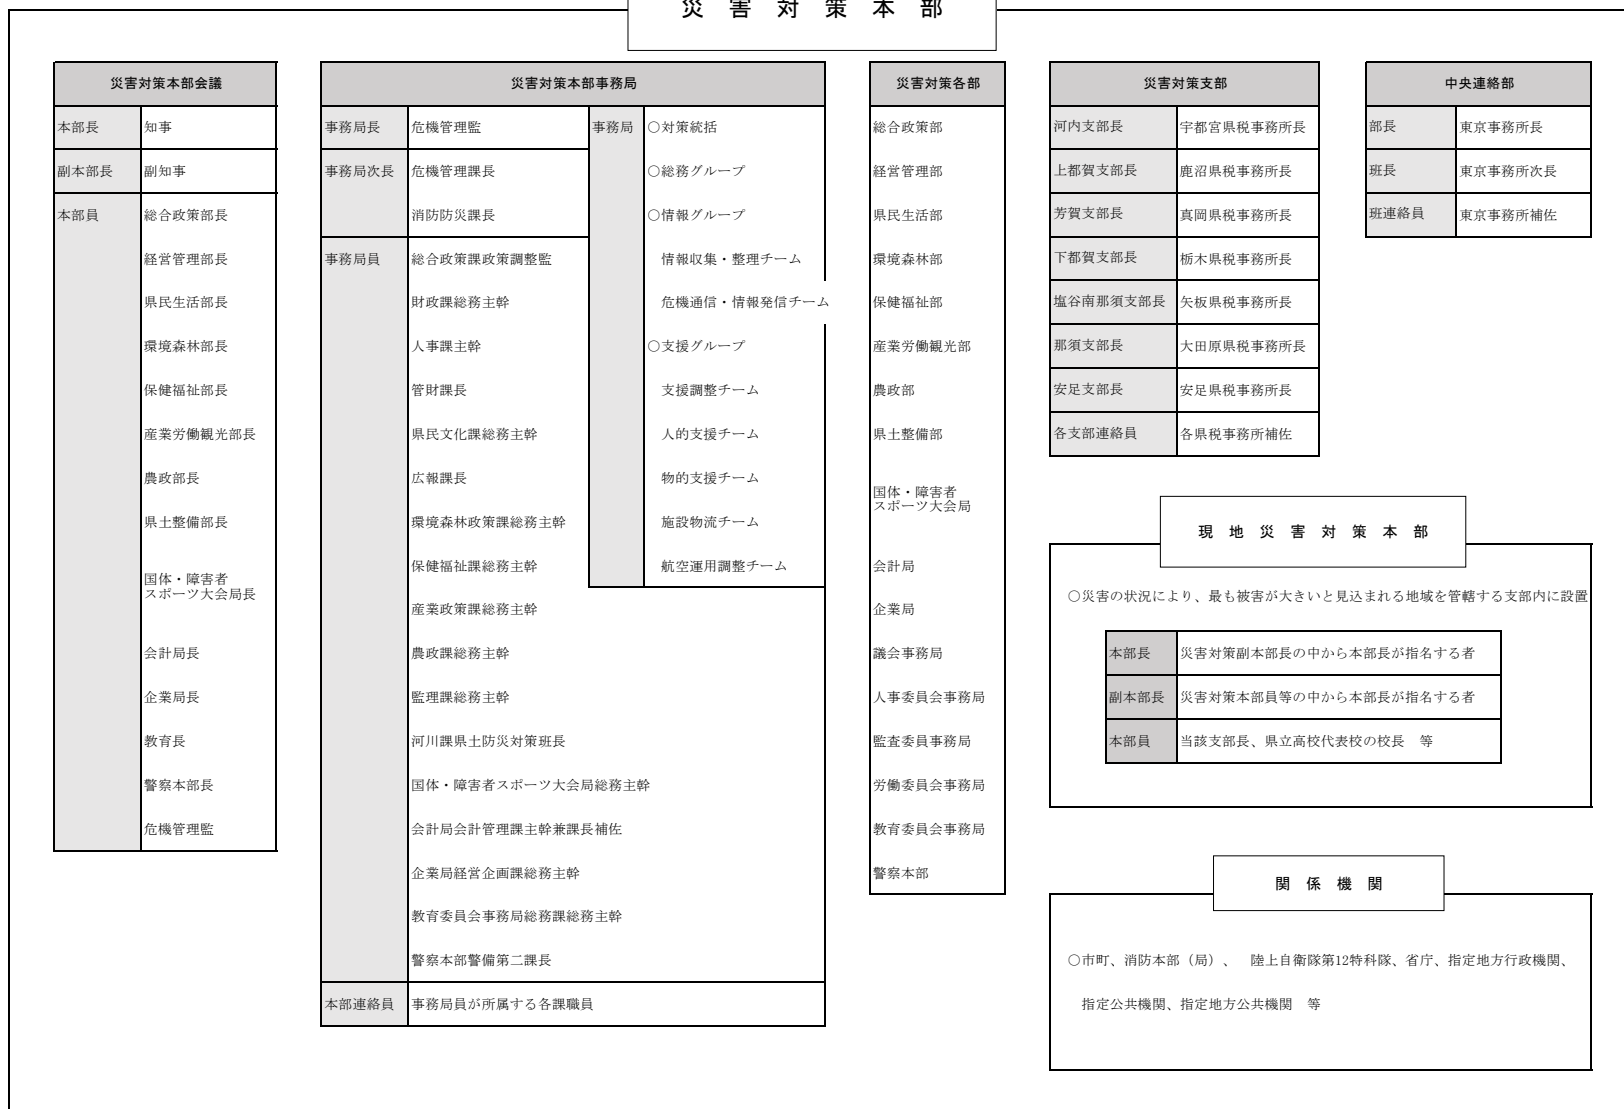 災害対策本部
災害対策本部会議
本部長 知事
副本部長 副知事
本部員 総合政策部長
経営管理部長
県民生活部長
環境森林部長
保健福祉部長
産業労働観光部長
農政部長
県土整備部長
国体・障害者
スポーツ大会局長
会計局長
企業局長
教育長
警察本部長
危機管理監
災害対策本部事務局
事務局長 危機管理監
事務局次長 危機管理課長
消防防災課長
事務局員 総合政策課政策調整監
財政課総務主幹
人事課主幹
管財課長
県民文化課総務主幹
広報課長
環境森林政策課総務主幹
保健福祉課総務主幹
産業政策課総務主幹
農政課総務主幹
監理課総務主幹
河川課県土防災対策班長
国体・障害者スポーツ大会局総務主幹
会計局会計管理課主幹兼課長補佐
企業局経営企画課総務主幹
教育委員会事務局総務課総務主幹
警察本部警備第二課長
本部連絡員 事務局員が所属する各課職員
事務局 ○対策統括
○総務グループ
○情報グループ
情報収集・整理チーム
危機通信・情報発信チーム
○支援グループ
支援調整チーム
人的支援チーム
物的支援チーム
施設物流チーム
航空運用調整チーム
災害対策各部
総合政策部
経営管理部
県民生活部
環境森林部
保健福祉部
産業労働観光部
農政部
県土整備部
国体・障害者
スポーツ大会局
会計局
企業局
議会事務局
人事委員会事務局
監査委員事務局
労働委員会事務局
教育委員会事務局
警察本部
災害対策支部
河内支部長 宇都宮県税事務所長
上都賀支部長 鹿沼県税事務所長
芳賀支部長 真岡県税事務所長
下都賀支部長 栃木県税事務所長
塩谷南那須支部長 矢板県税事務所長
那須支部長 大田原県税事務所長
安足支部長 安足県税事務所長
各支部連絡員 各県税事務所補佐
中央連絡部
部長 東京事務所長
班長 東京事務所次長
班連絡員 東京事務所補佐
現地災害対策本部
○災害の状況により、最も被害が大きいと見込まれる地域を管轄する支部内に設置
本部長 災害対策副本部長の中から本部長が指名する者
副本部長 災害対策本部員等の中から本部長が指名する者
本部員 当該支部長、県立高校代表校の校長 等
関係機関
○市町、消防本部（局）、 陸上自衛隊第12特科隊、省庁、指定地方行政機関、
指定公共機関、指定地方公共機関 等